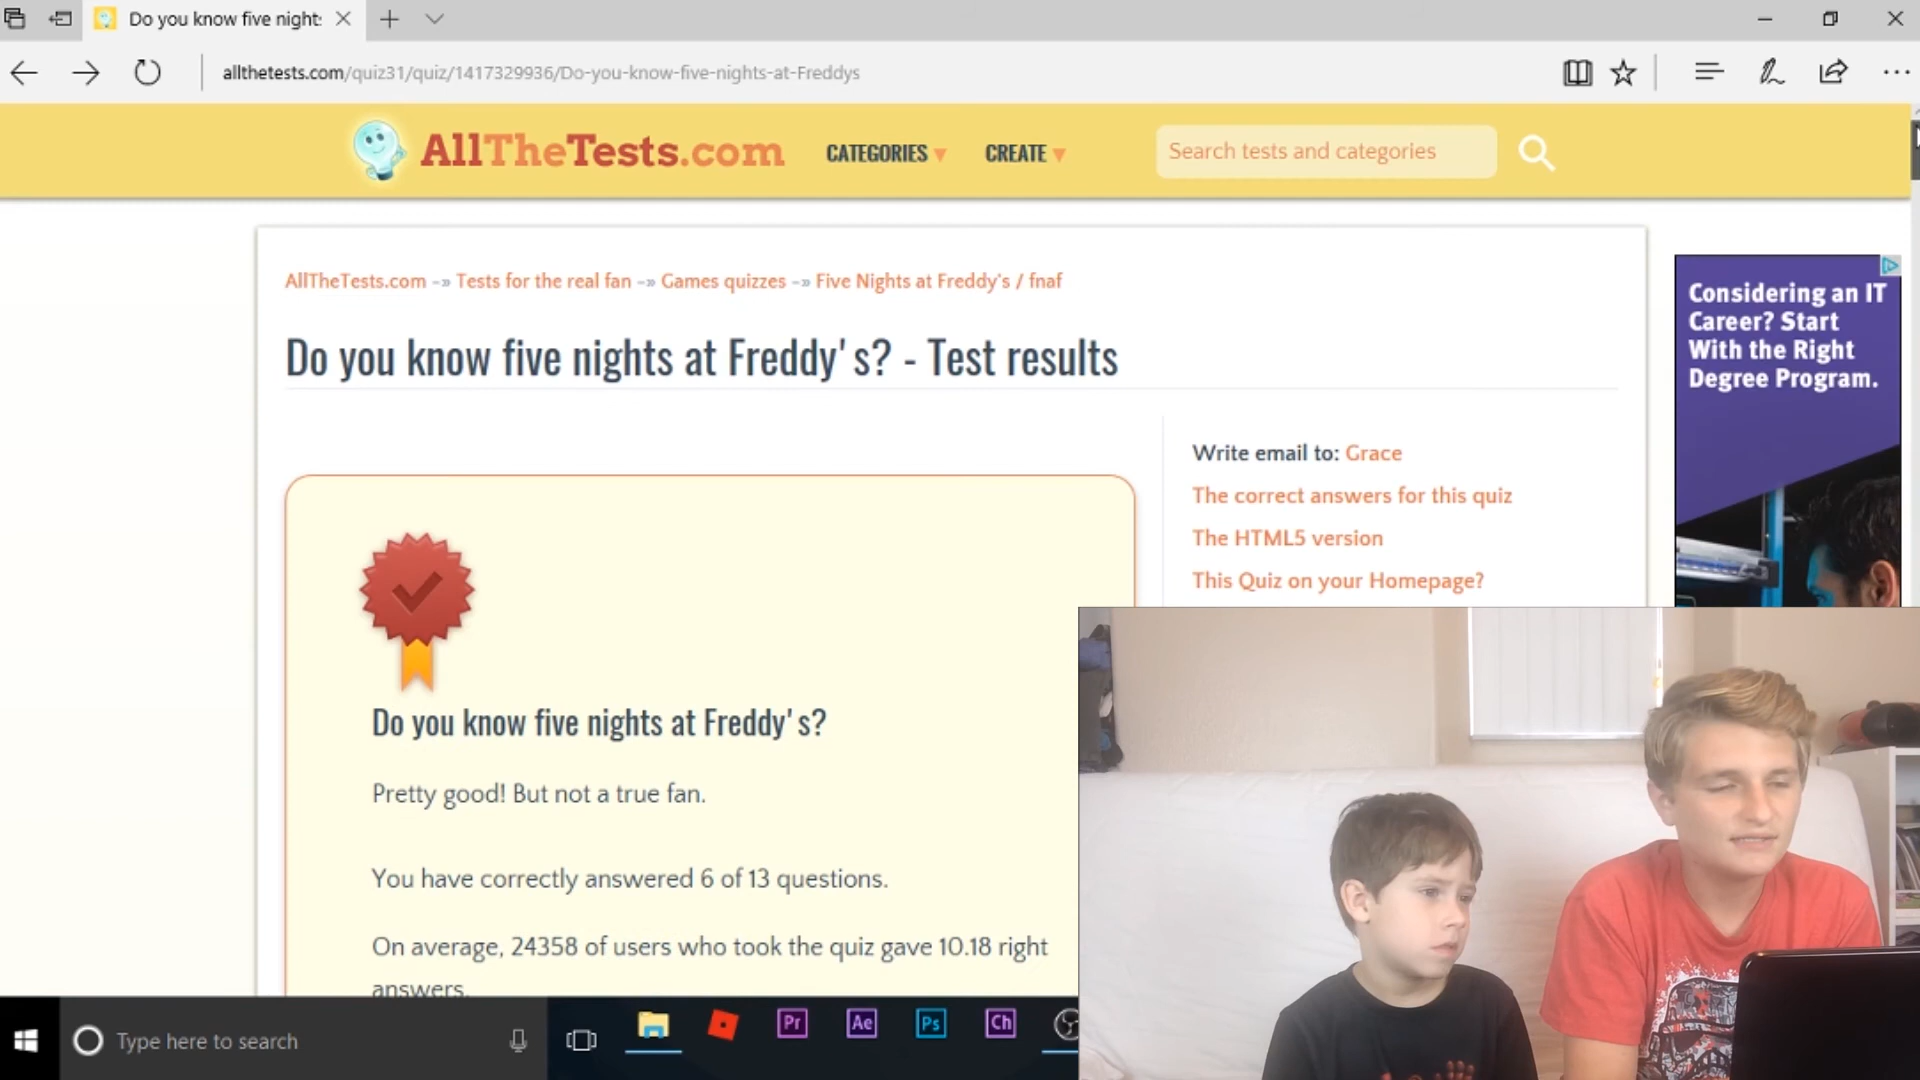 Do you know five night:
allthetests.com/quiz31/quiz/1417329936/Do-you-know-five-nights-at-Freddys
AllTheTests.com
CATEGORIES
CREATE
Search tests and categories
AllTheTests.com -» Tests for the real fan -» Games quizzes -» Five Nights at Freddy's / fnaf
Do you know five nights at Freddy's? - Test results
Considering an IT
Career? Start
With the Right
Degree Program.
Write email to: Grace
The correct answers for this quiz
The HTML5 version
This Quiz on your Homepage?
Do you know five nights at Freddy's?
Pretty good! But not a true fan.
You have correctly answered 6 of 13 questions.
On average, 24358 of users who took the quiz gave 10.18 right
answers.
Type here to search
Pr
Ae
Ps
Ch